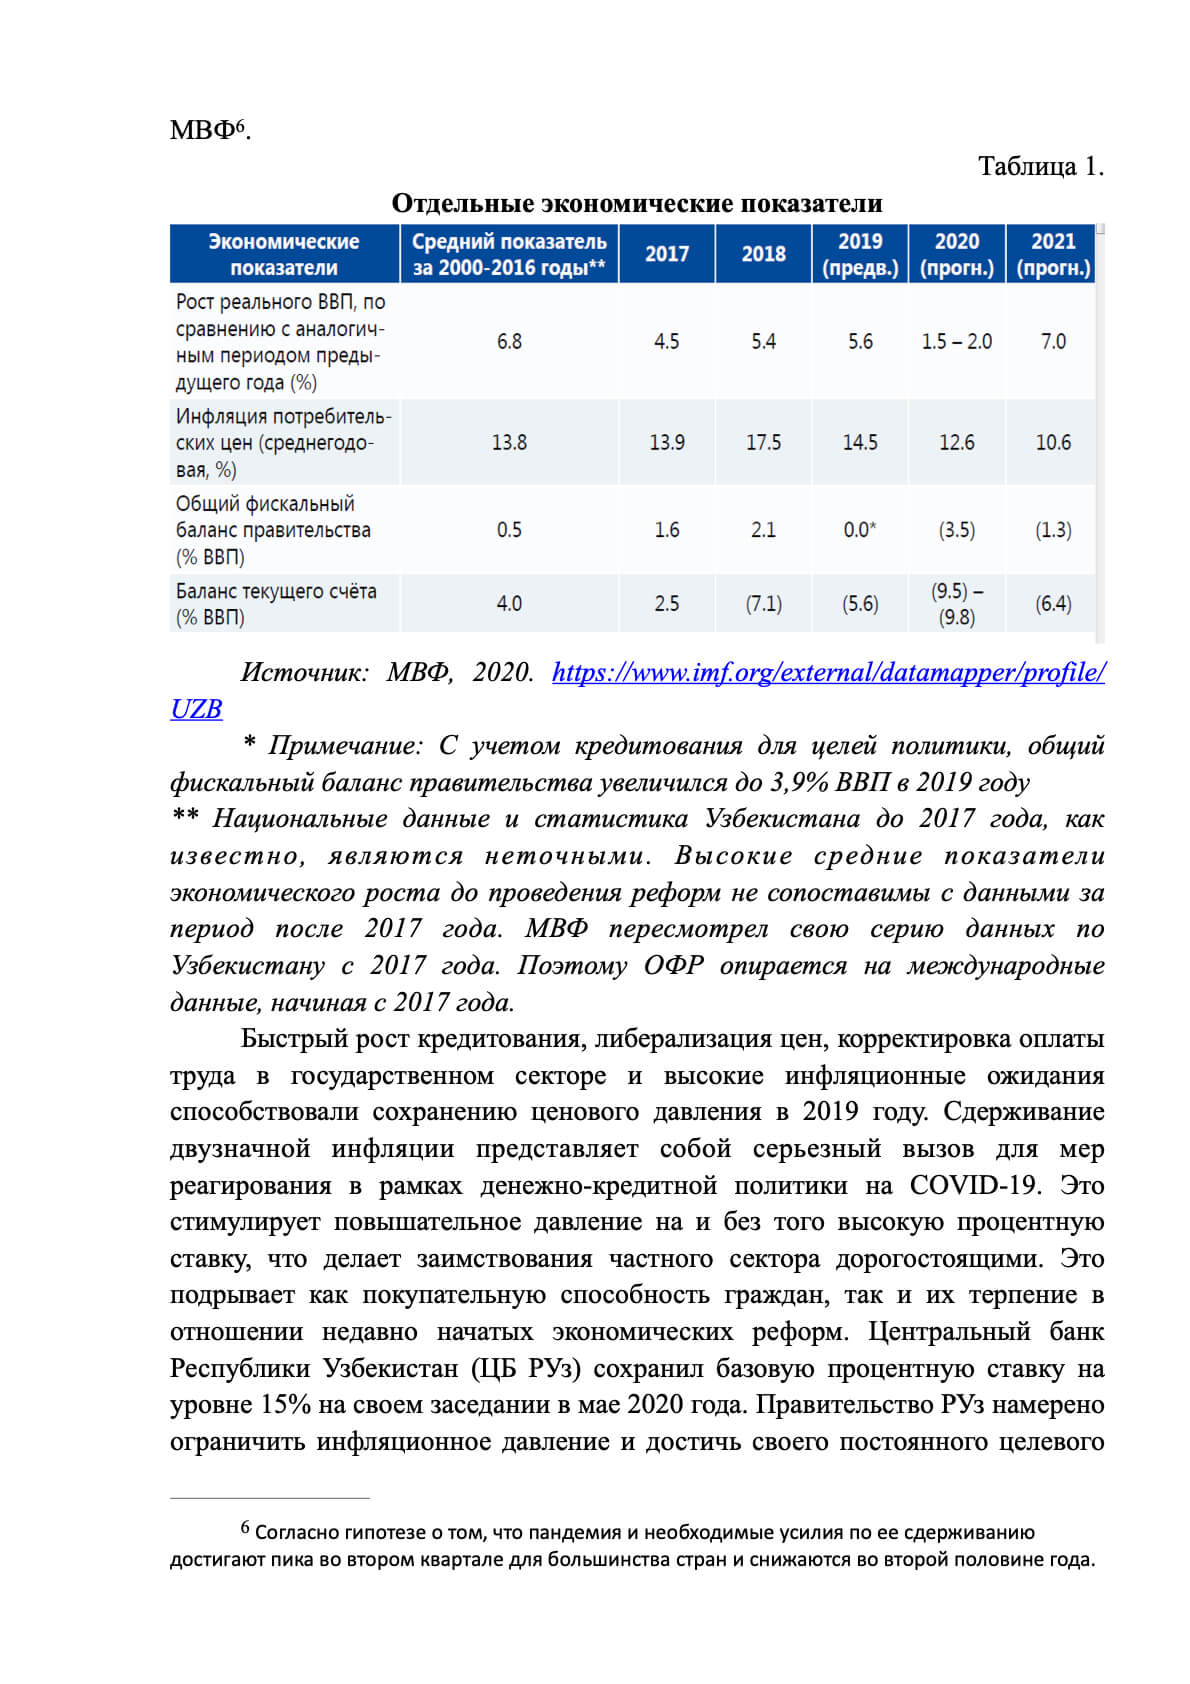 МВФ⁶.
Таблица 1.
Отдельные экономические показатели
Экономические показатели | Средний показатель за 2000-2016 годы** | 2017 | 2018 | 2019 (предв.) | 2020 (прогн.) | 2021 (прогн.)
Рост реального ВВП, по сравнению с аналогич-ным периодом преды-дущего года (%) | 6.8 | 4.5 | 5.4 | 5.6 | 1.5 – 2.0 | 7.0
Инфляция потребитель-ских цен (среднегодо-вая, %) | 13.8 | 13.9 | 17.5 | 14.5 | 12.6 | 10.6
Общий фискальный баланс правительства (% ВВП) | 0.5 | 1.6 | 2.1 | 0.0* | (3.5) | (1.3)
Баланс текущего счёта (% ВВП) | 4.0 | 2.5 | (7.1) | (5.6) | (9.5) – (9.8) | (6.4)
Источник: МВФ, 2020. https://www.imf.org/external/datamapper/profile/
UZB
* Примечание: С учетом кредитования для целей политики, общий
фискальный баланс правительства увеличился до 3,9% ВВП в 2019 году
** Национальные данные и статистика Узбекистана до 2017 года, как
известно, являются неточными. Высокие средние показатели
экономического роста до проведения реформ не сопоставимы с данными за
период после 2017 года. МВФ пересмотрел свою серию данных по
Узбекистану с 2017 года. Поэтому ОФР опирается на международные
данные, начиная с 2017 года.
Быстрый рост кредитования, либерализация цен, корректировка оплаты
труда в государственном секторе и высокие инфляционные ожидания
способствовали сохранению ценового давления в 2019 году. Сдерживание
двузначной инфляции представляет собой серьезный вызов для мер
реагирования в рамках денежно-кредитной политики на COVID-19. Это
стимулирует повышательное давление на и без того высокую процентную
ставку, что делает заимствования частного сектора дорогостоящими. Это
подрывает как покупательную способность граждан, так и их терпение в
отношении недавно начатых экономических реформ. Центральный банк
Республики Узбекистан (ЦБ РУз) сохранил базовую процентную ставку на
уровне 15% на своем заседании в мае 2020 года. Правительство РУз намерено
ограничить инфляционное давление и достичь своего постоянного целевого
⁶ Согласно гипотезе о том, что пандемия и необходимые усилия по ее сдерживанию
достигают пика во втором квартале для большинства стран и снижаются во второй половине года.